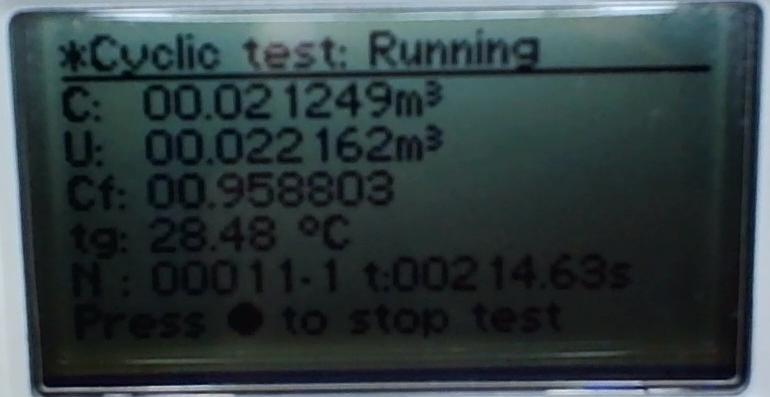 *Cyclic test: Running
C: 00.021249m³
U: 00.022162m³
Cf: 00.958803
tg: 28.48 °C
N : 00011-1 t:00214.63s
Press ● to stop test